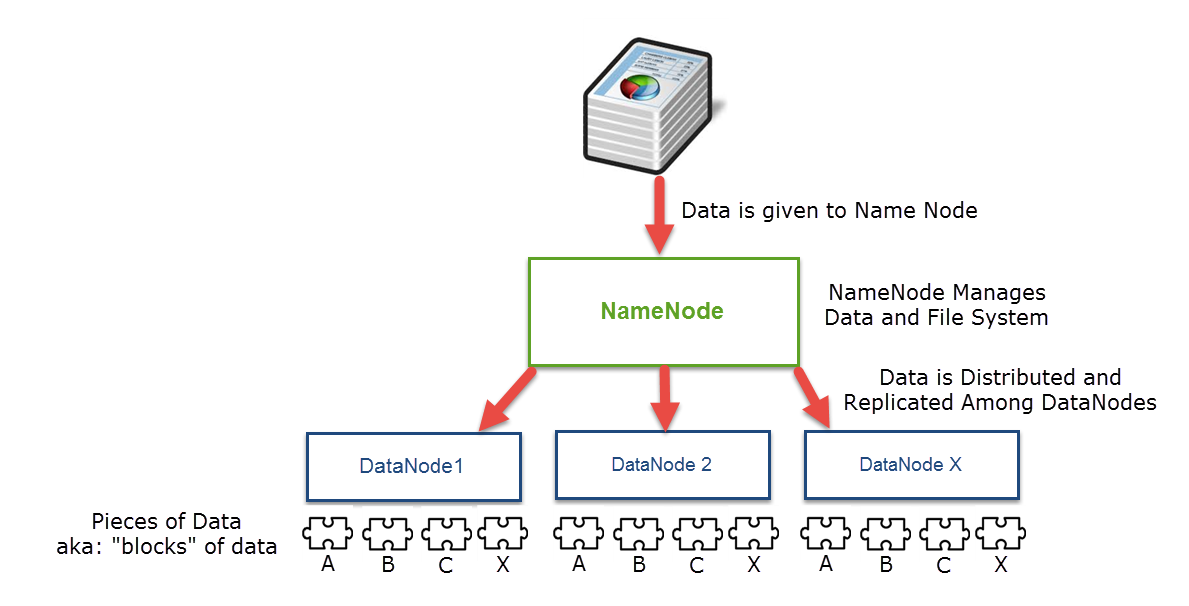 Data is given to Name Node
NameNode
NameNode Manages
Data and File System
Data is Distributed and
Replicated Among DataNodes
DataNode1
DataNode 2
DataNode X
Pieces of Data
aka: "blocks" of data
A B C X A B C X A B C X